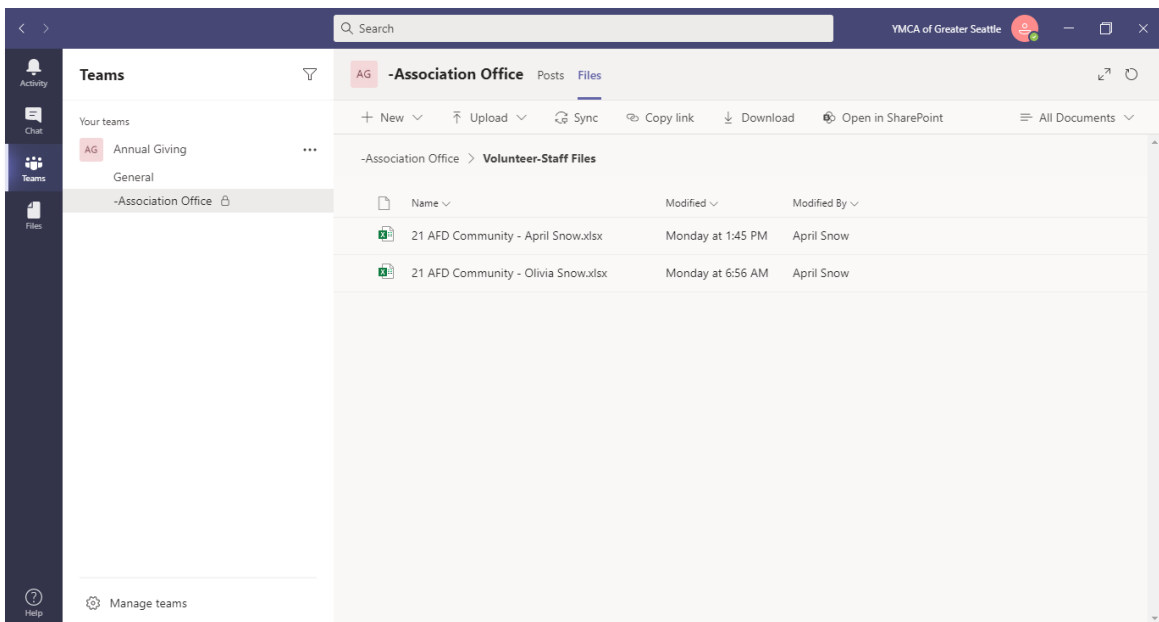 Search
YMCA of Greater Seattle
Activity
Chat
Teams
Files
Help
Teams
Your teams
AG Annual Giving
General
-Association Office
Manage teams
AG -Association Office Posts Files
New Upload Sync Copy link Download Open in SharePoint All Documents
-Association Office > Volunteer-Staff Files
Name Modified Modified By
21 AFD Community - April Snow.xlsx Monday at 1:45 PM April Snow
21 AFD Community - Olivia Snow.xlsx Monday at 6:56 AM April Snow